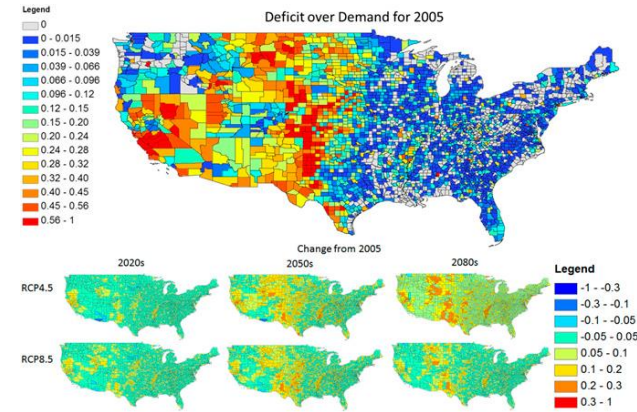 Legend
Deficit over Demand for 2005
0
0 - 0.015
0.015 - 0.039
0.039 - 0.066
0.066 - 0.096
0.096 - 0.12
0.12 - 0.15
0.15 - 0.20
0.20 - 0.24
0.24 - 0.28
0.28 - 0.32
0.32 - 0.40
0.40 - 0.45
0.45 - 0.56
0.56 - 1
Change from 2005
2020s
2050s
2080s
RCP4.5
RCP8.5
Legend
-1 - -0.3
-0.3 - -0.1
-0.1 - -0.05
-0.05 - 0.05
0.05 - 0.1
0.1 - 0.2
0.2 - 0.3
0.3 - 1